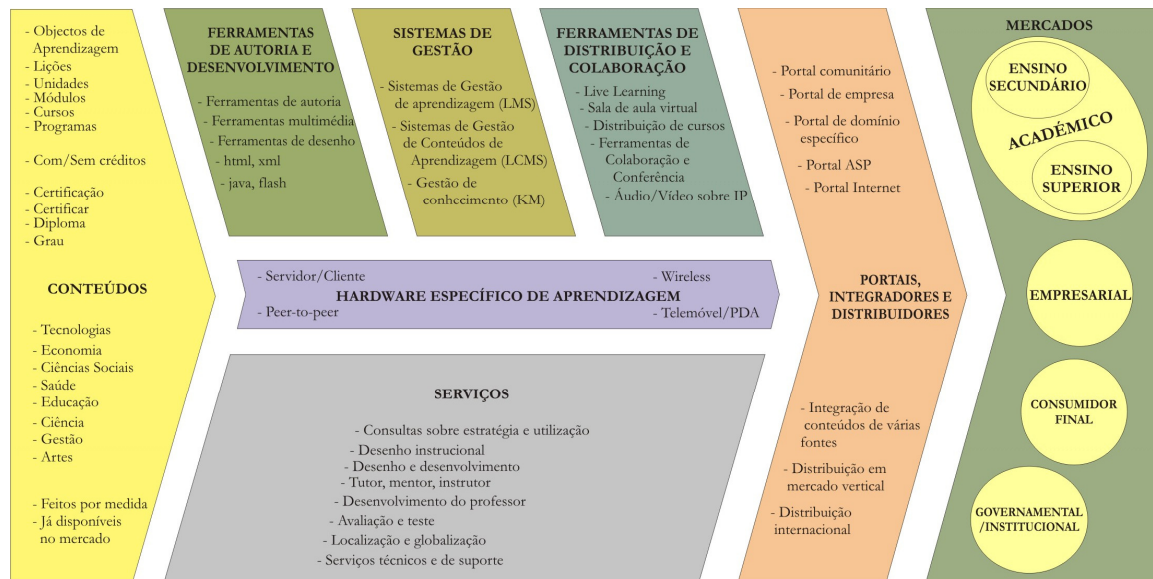 - Objectos de
Aprendizagem
- Lições
- Unidades
- Módulos
- Cursos
- Programas
- Com/Sem créditos
- Certificação
- Certificar
- Diploma
- Grau
CONTEÚDOS
- Tecnologias
- Economia
- Ciências Sociais
- Saúde
- Educação
- Ciência
- Gestão
- Artes
- Feitos por medida
- Já disponíveis
no mercado
FERRAMENTAS
DE AUTORIA E
DESENVOLVIMENTO
- Ferramentas de autoria
- Ferramentas multimédia
- Ferramentas de desenho
- html, xml
- java, flash
SISTEMAS DE
GESTÃO
- Sistemas de Gestão
de aprendizagem (LMS)
- Sistemas de Gestão
de Conteúdos de
Aprendizagem (LCMS)
- Gestão de
conhecimento (KM)
FERRAMENTAS DE
DISTRIBUIÇÃO E
COLABORAÇÃO
- Live Learning
- Sala de aula virtual
- Distribuição de cursos
- Ferramentas de
Colaboração e
Conferência
- Áudio/Vídeo sobre IP
- Servidor/Cliente
- Wireless
HARDWARE ESPECÍFICO DE APRENDIZAGEM
- Peer-to-peer
- Telemóvel/PDA
SERVIÇOS
- Consultas sobre estratégia e utilização
- Desenho instrucional
- Desenho e desenvolvimento
- Tutor, mentor, instrutor
- Desenvolvimento do professor
- Avaliação e teste
- Localização e globalização
- Serviços técnicos e de suporte
- Portal comunitário
- Portal de empresa
- Portal de domínio
específico
- Portal ASP
- Portal Internet
PORTAIS,
INTEGRADORES E
DISTRIBUIDORES
- Integração de
conteúdos de várias
fontes
- Distribuição em
mercado vertical
- Distribuição
internacional
MERCADOS
ENSINO
SECUNDÁRIO
ACADÉMICO
ENSINO
SUPERIOR
EMPRESARIAL
CONSUMIDOR
FINAL
GOVERNAMENTAL
/INSTITUCIONAL